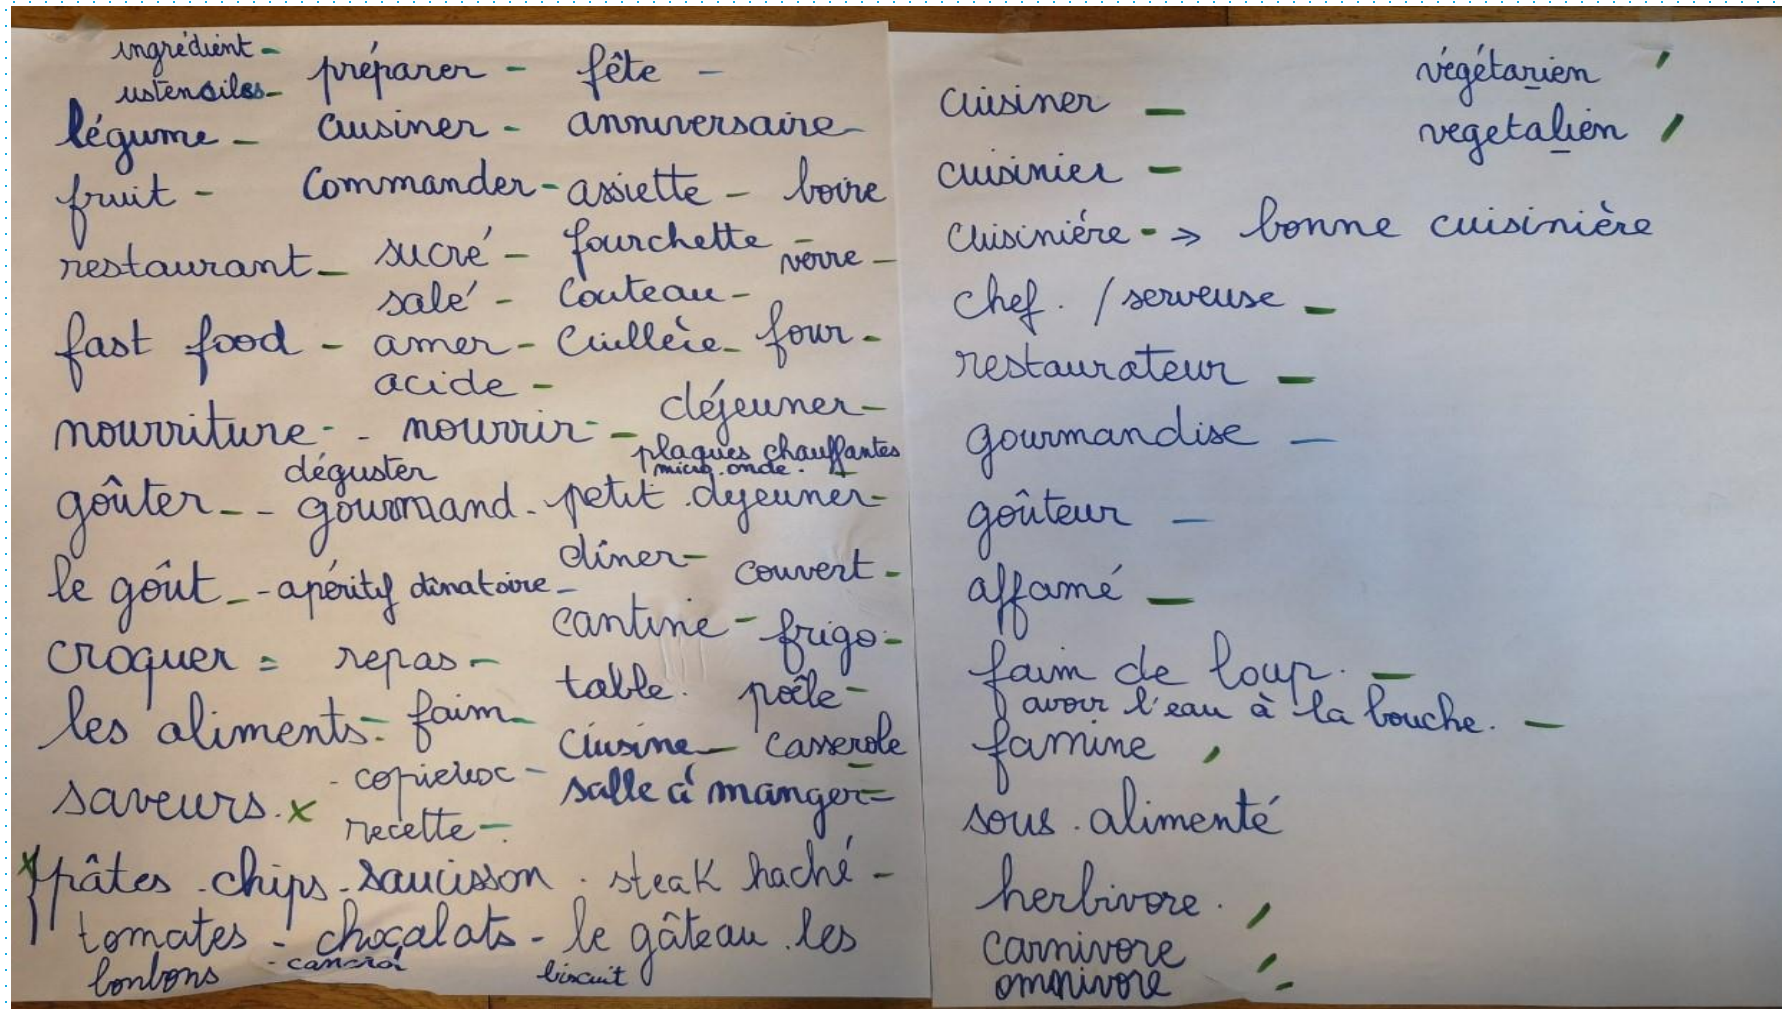 ingrédient - préparer - fête -
ustensiles -
légume - cuisiner - anniversaire -
fruit - Commander - assiette - boire
restaurant - sucré - fourchette - verre -
salé - Couteau -
fast food - amer - Cuillère - four -
acide -
nourriture - - nourrir - déjeuner -
plaques chauffantes
déguster micro.onde. -
goûter - - gourmand - petit déjeuner -
le goût - - apéritif dinatoire - dîner - couvert -
cantine - frigo -
croquer = repas -
table. poêle -
les aliments - faim -
cuisine - casserole
- copieux -
saveurs. x salle à manger =
recette -
x pâtes - chips - saucisson . steak haché -
tomates - chocalats - le gâteau . les
bonbons biscuit
végétarien
cuisiner -
vegetalien
cuisinier -
cuisiniére - → bonne cuisinière
chef . / serveuse -
restaurateur -
gourmandise -
goûteur -
affamé -
faim de loup. -
avoir l'eau à la bouche. -
famine
sous . alimenté
herbivore.
carnivore
omnivore -